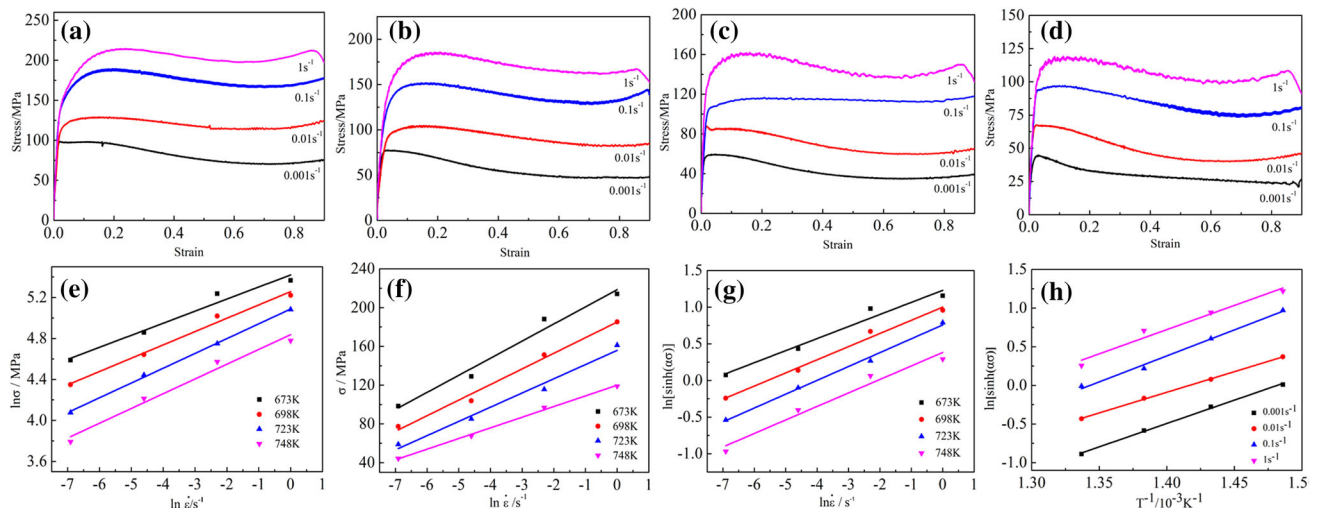 (a)
250
200
150
100
50
0
Stress/MPa
1s⁻¹
0.1s⁻¹
0.01s⁻¹
0.001s⁻¹
0.0 0.2 0.4 0.6 0.8
Strain
(b)
200
150
100
50
0
Stress/MPa
1s⁻¹
0.1s⁻¹
0.01s⁻¹
0.001s⁻¹
0.0 0.2 0.4 0.6 0.8
Strain
(c)
200
160
120
80
40
0
Stress/MPa
1s⁻¹
0.1s⁻¹
0.01s⁻¹
0.001s⁻¹
0.0 0.2 0.4 0.6 0.8
Strain
(d)
150
125
100
75
50
25
0
Stress/MPa
1s⁻¹
0.1s⁻¹
0.01s⁻¹
0.001s⁻¹
0.0 0.2 0.4 0.6 0.8
Strain
(e)
5.2
4.8
4.4
4.0
3.6
lnσ / MPa
673K
698K
723K
748K
-7 -6 -5 -4 -3 -2 -1 0 1
ln ε̇/s⁻¹
(f)
240
200
160
120
80
40
σ / MPa
673K
698K
723K
748K
-7 -6 -5 -4 -3 -2 -1 0 1
ln ε̇ /s⁻¹
(g)
1.5
1.0
0.5
0.0
-0.5
-1.0
ln[sinh(ασ)]
673K
698K
723K
748K
-7 -6 -5 -4 -3 -2 -1 0 1
lnε̇ / s⁻¹
(h)
1.5
1.0
0.5
0.0
-0.5
-1.0
ln[sinh(ασ)]
0.001s⁻¹
0.01s⁻¹
0.1s⁻¹
1s⁻¹
1.30 1.35 1.40 1.45 1.5
T⁻¹/10⁻³K⁻¹